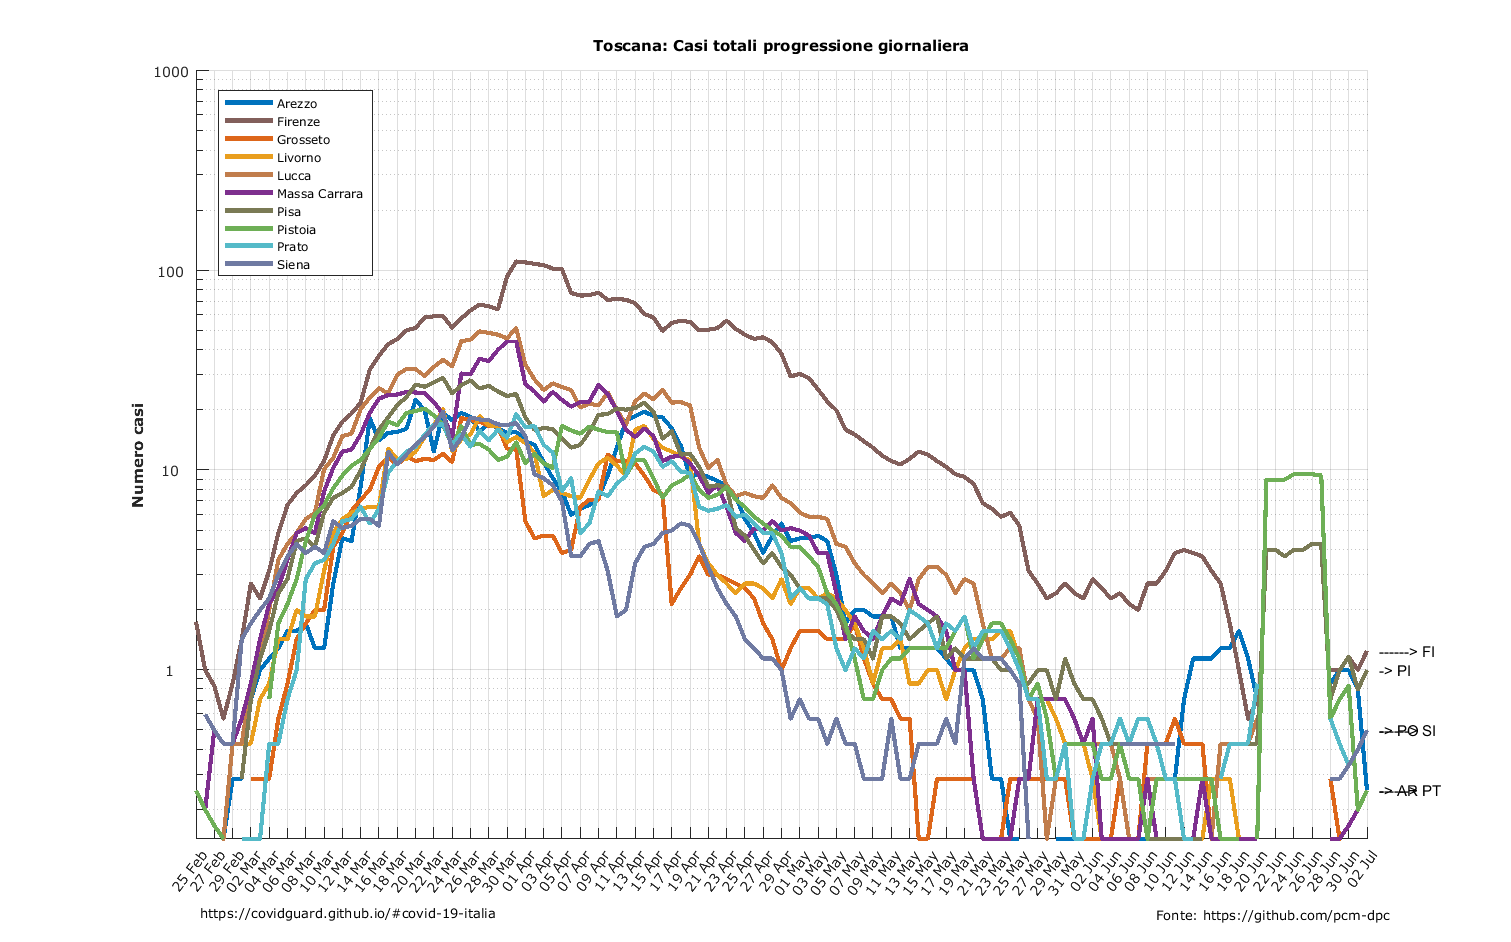 Toscana: Casi totali progressione giornaliera
1000
100
10
1
Numero casi
Arezzo
Firenze
Grosseto
Livorno
Lucca
Massa Carrara
Pisa
Pistoia
Prato
Siena
------> FI
-> PI
-> PO SI
-> AR PT
25 Feb
27 Feb
29 Feb
02 Mar
04 Mar
06 Mar
08 Mar
10 Mar
12 Mar
14 Mar
16 Mar
18 Mar
20 Mar
22 Mar
24 Mar
26 Mar
28 Mar
30 Mar
01 Apr
03 Apr
05 Apr
07 Apr
09 Apr
11 Apr
13 Apr
15 Apr
17 Apr
19 Apr
21 Apr
23 Apr
25 Apr
27 Apr
29 Apr
01 May
03 May
05 May
07 May
09 May
11 May
13 May
15 May
17 May
19 May
21 May
23 May
25 May
27 May
29 May
31 May
02 Jun
04 Jun
06 Jun
08 Jun
10 Jun
12 Jun
14 Jun
16 Jun
18 Jun
20 Jun
22 Jun
24 Jun
26 Jun
28 Jun
30 Jun
02 Jul
https://covidguard.github.io/#covid-19-italia
Fonte: https://github.com/pcm-dpc